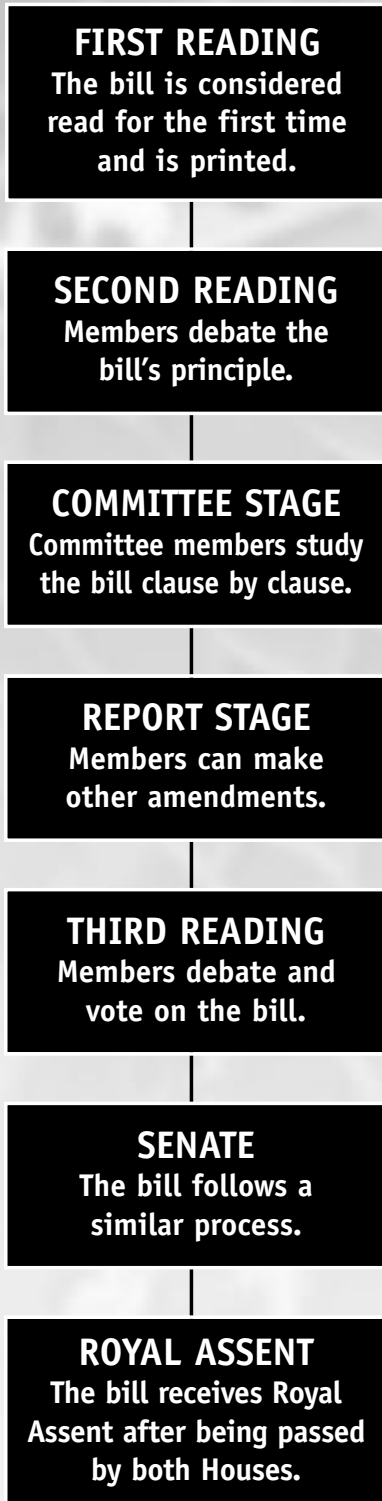 FIRST READING
The bill is considered
read for the first time
and is printed.
SECOND READING
Members debate the
bill’s principle.
COMMITTEE STAGE
Committee members study
the bill clause by clause.
REPORT STAGE
Members can make
other amendments.
THIRD READING
Members debate and
vote on the bill.
SENATE
The bill follows a
similar process.
ROYAL ASSENT
The bill receives Royal
Assent after being passed
by both Houses.